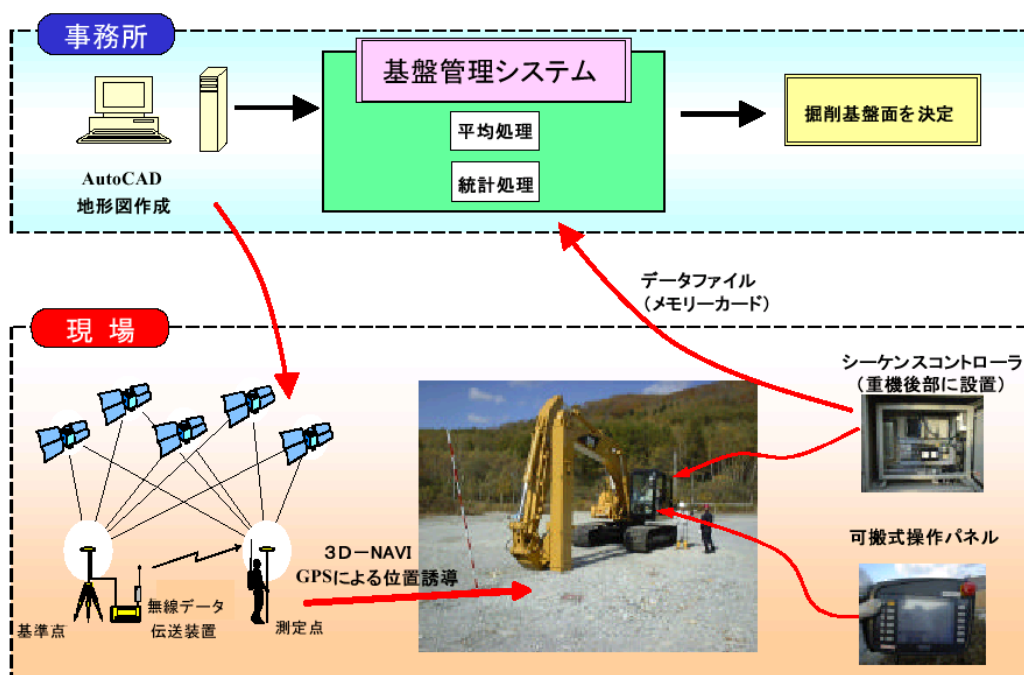 事務所
基盤管理システム
平均処理
統計処理
掘削基盤面を決定
AutoCAD
地形図作成
データファイル
（メモリーカード）
現 場
シーケンスコントローラ
（重機後部に設置）
可搬式操作パネル
３Ｄ－ＮＡＶＩ
GPSによる位置誘導
無線データ
伝送装置
基準点
測定点